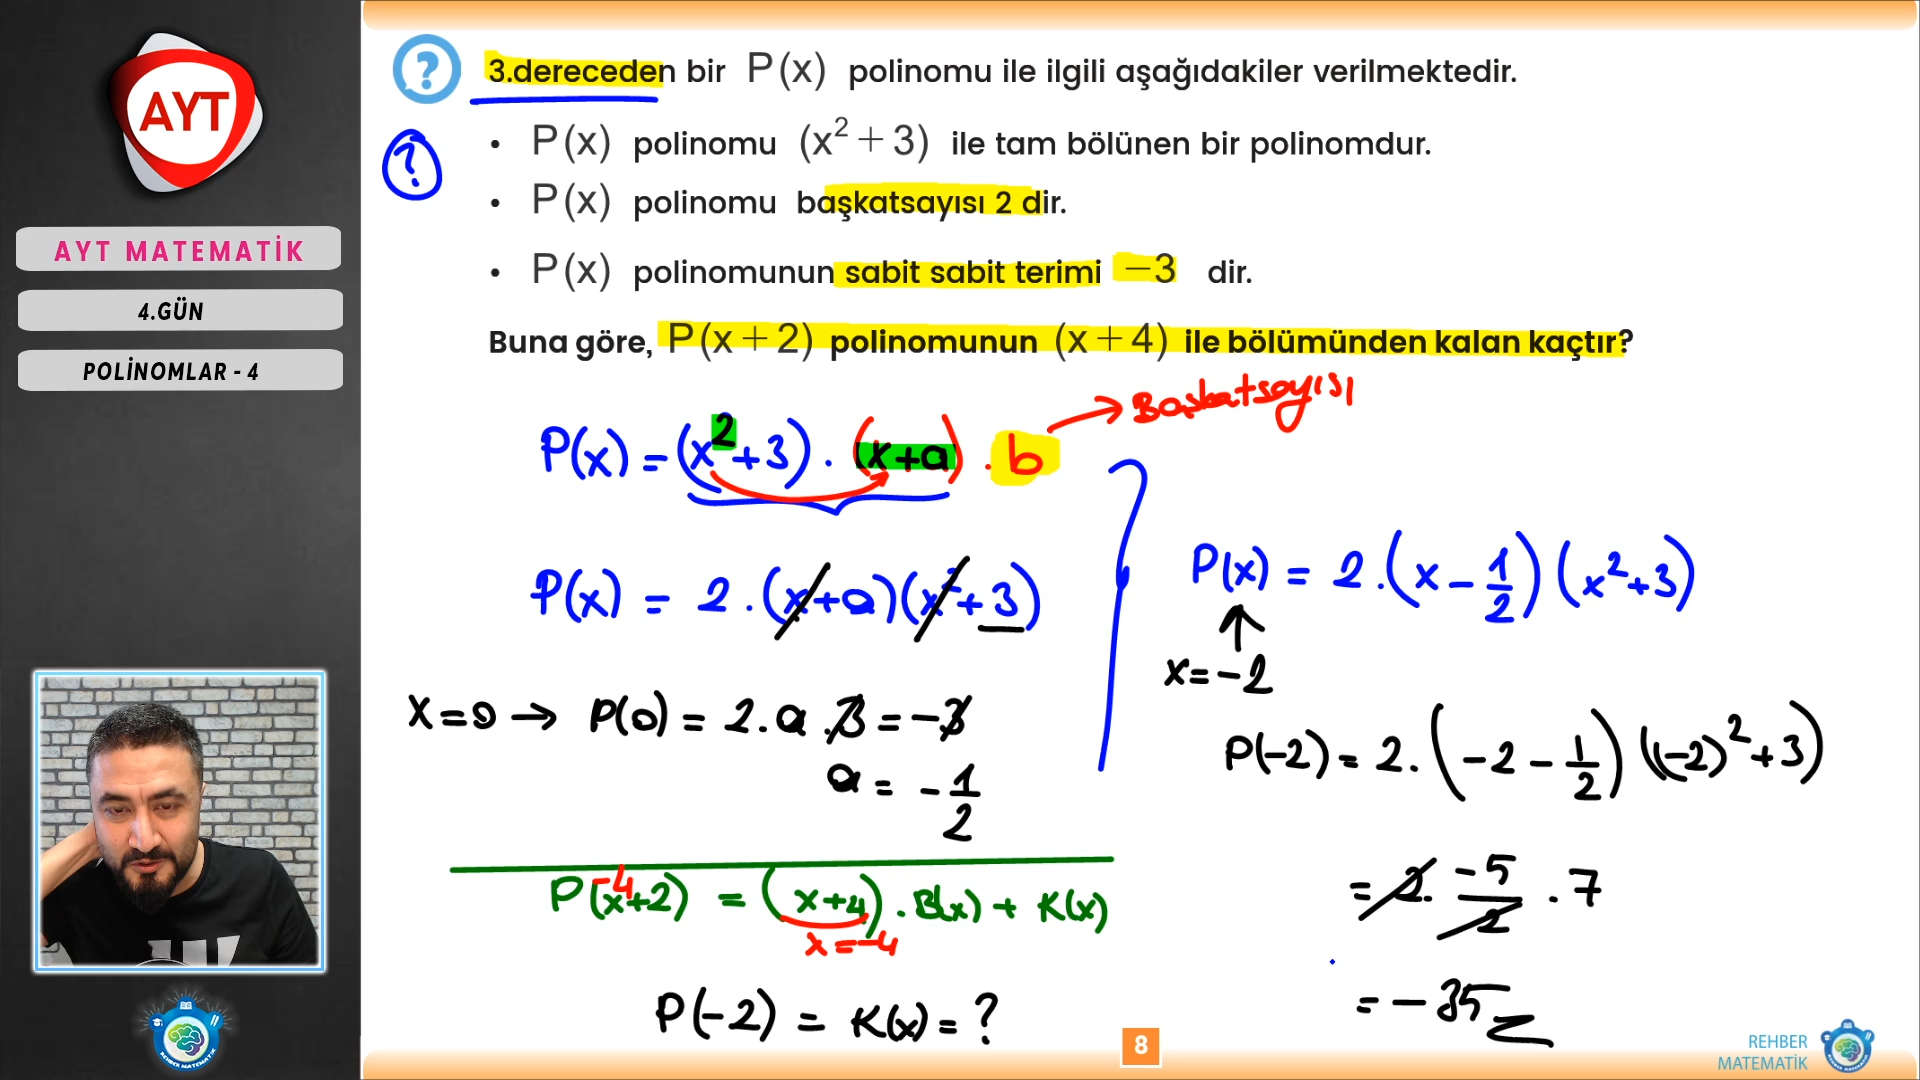 AYT
AYT MATEMATİK
4.GÜN
POLİNOMLAR - 4
3.dereceden bir P(x) polinomu ile ilgili aşağıdakiler verilmektedir.
• P(x) polinomu (x² + 3) ile tam bölünen bir polinomdur.
• P(x) polinomu başkatsayısı 2 dir.
• P(x) polinomunun sabit sabit terimi −3 dir.
Buna göre, P(x + 2) polinomunun (x + 4) ile bölümünden kalan kaçtır?
P(x) = (x²+3) . (x+a) . b → Başkatsayısı
P(x) = 2 . (x+a)(x²+3)
x=0 → P(0) = 2. a .3 = -3
a = -1/2
P(x+2) = (x+4) . B(x) + K(x)
-4
x=-4
P(-2) = K(x) = ?
P(x) = 2.(x - 1/2)(x²+3)
x=-2
P(-2) = 2. (-2 - 1/2) ((-2)²+3)
= 2. -5/2 . 7
= -35
8
REHBER
MATEMATİK
REHBER MATEMATİK